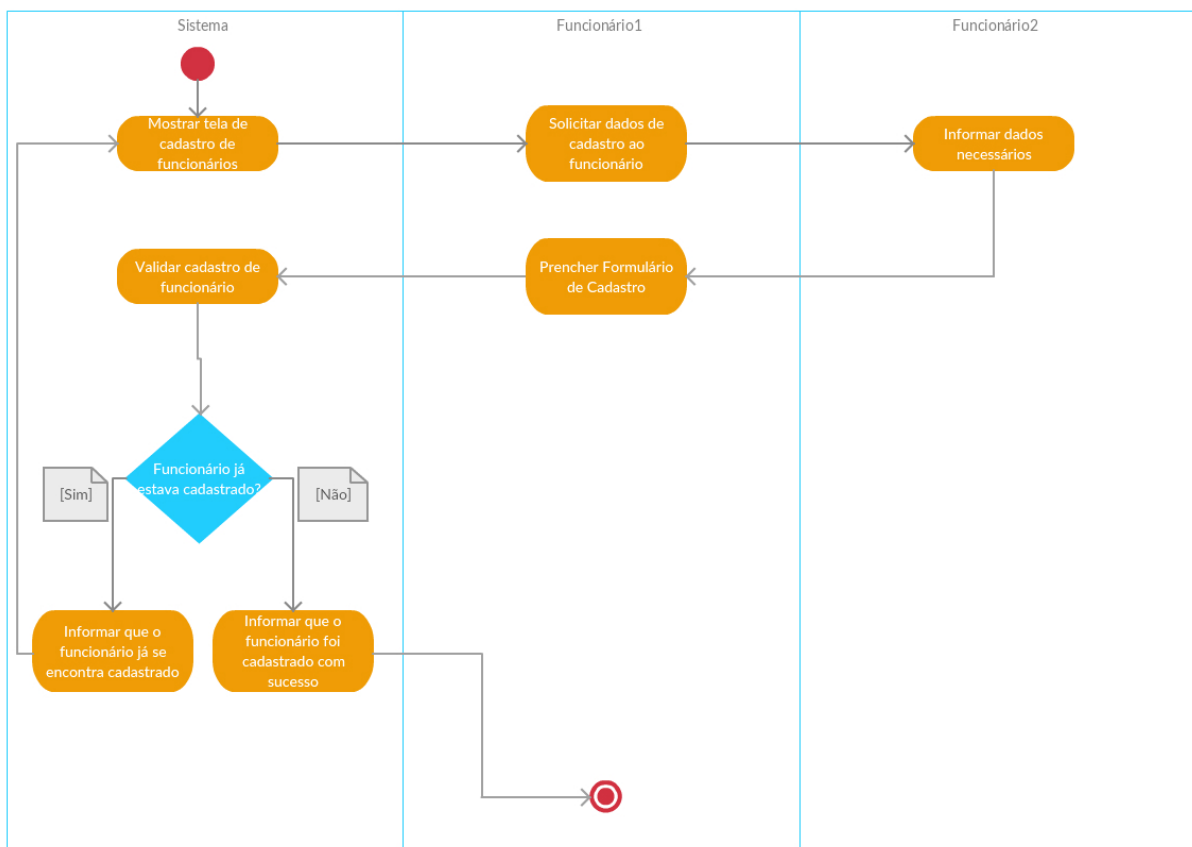 Sistema
Funcionário1
Funcionário2
Mostrar tela de
cadastro de
funcionários
Solicitar dados de
cadastro ao
funcionário
Informar dados
necessários
Validar cadastro de
funcionário
Prencher Formulário
de Cadastro
Funcionário já
estava cadastrado?
[Sim]
[Não]
Informar que o
funcionário já se
encontra cadastrado
Informar que o
funcionário foi
cadastrado com
sucesso